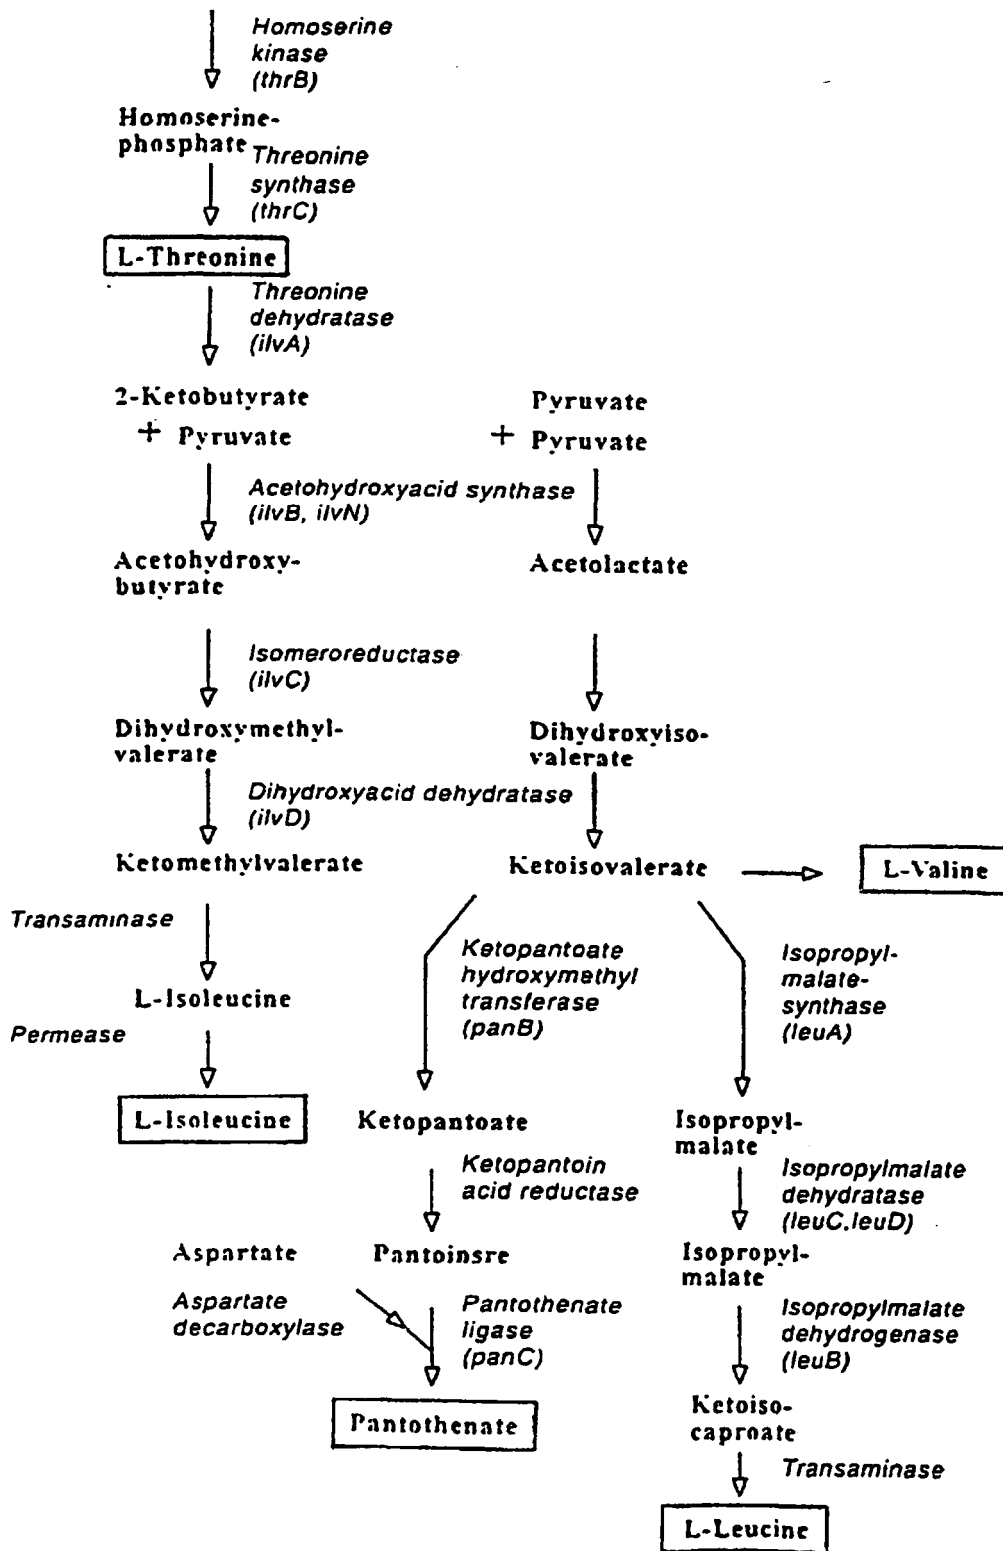 Homoserine
kinase
(thrB)
Homoserine-
phosphate
Threonine
synthase
(thrC)
L-Threonine
Threonine
dehydratase
(ilvA)
2-Ketobutyrate
+ Pyruvate
Pyruvate
+ Pyruvate
Acetohydroxyacid synthase
(ilvB, ilvN)
Acetohydroxy-
butyrate
Acetolactate
Isomeroreductase
(ilvC)
Dihydroxymethyl-
valerate
Dihydroxyiso-
valerate
Dihydroxyacid dehydratase
(ilvD)
Ketomethylvalerate
Ketoisovalerate
L-Valine
Transaminase
L-Isoleucine
Permease
L-Isoleucine
Ketopantoate
hydroxymethyl
transferase
(panB)
Isopropyl-
malate-
synthase
(leuA)
Ketopantoate
Isopropyl-
malate
Ketopantoin
acid reductase
Isopropylmalate
dehydratase
(leuC.leuD)
Aspartate
Pantoinsre
Isopropyl-
malate
Aspartate
decarboxylase
Pantothenate
ligase
(panC)
Isopropylmalate
dehydrogenase
(leuB)
Pantothenate
Ketoiso-
caproate
Transaminase
L-Leucine